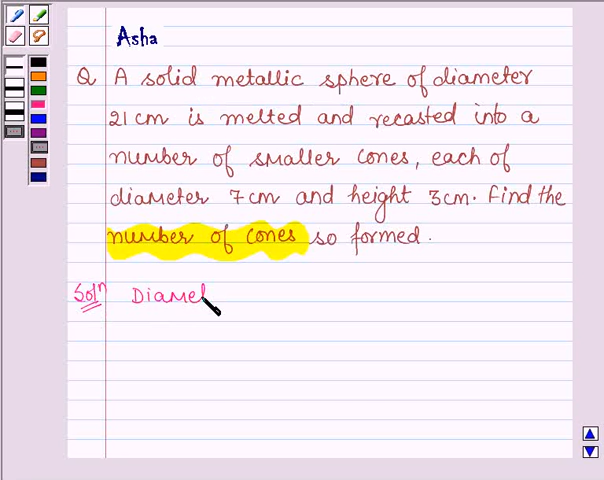 Asha
Q A solid metallic sphere of diameter
21 cm is melted and recasted into a
number of smaller cones, each of
diameter 7 cm and height 3 cm. Find the
number of cones so formed.
Solⁿ Diamet